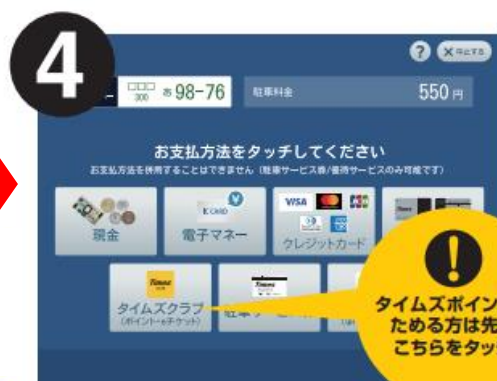 4
300 あ 98-76
駐車料金 550円
? ×中止する
お支払方法をタッチしてください
お支払方法を併用することはできません（駐車サービス券/優待サービスのみ可能です）
現金
電子マネー
VISA
クレジットカード
Times
タイムズクラブ
（ポイント・eチケット）
!
タイムズポイン
ためる方は先
こちらをタッ